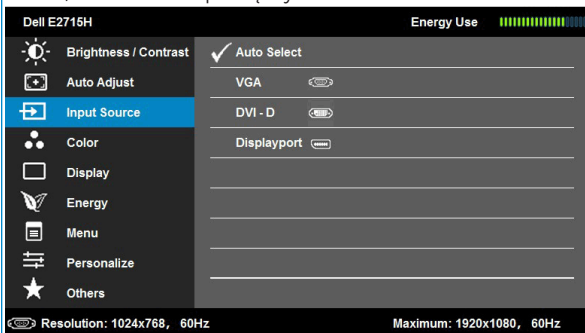 Dell E2715H Energy Use
Brightness / Contrast Auto Select
Auto Adjust VGA
Input Source DVI - D
Color Displayport
Display
Energy
Menu
Personalize
Others
Resolution: 1024x768, 60Hz Maximum: 1920x1080, 60Hz